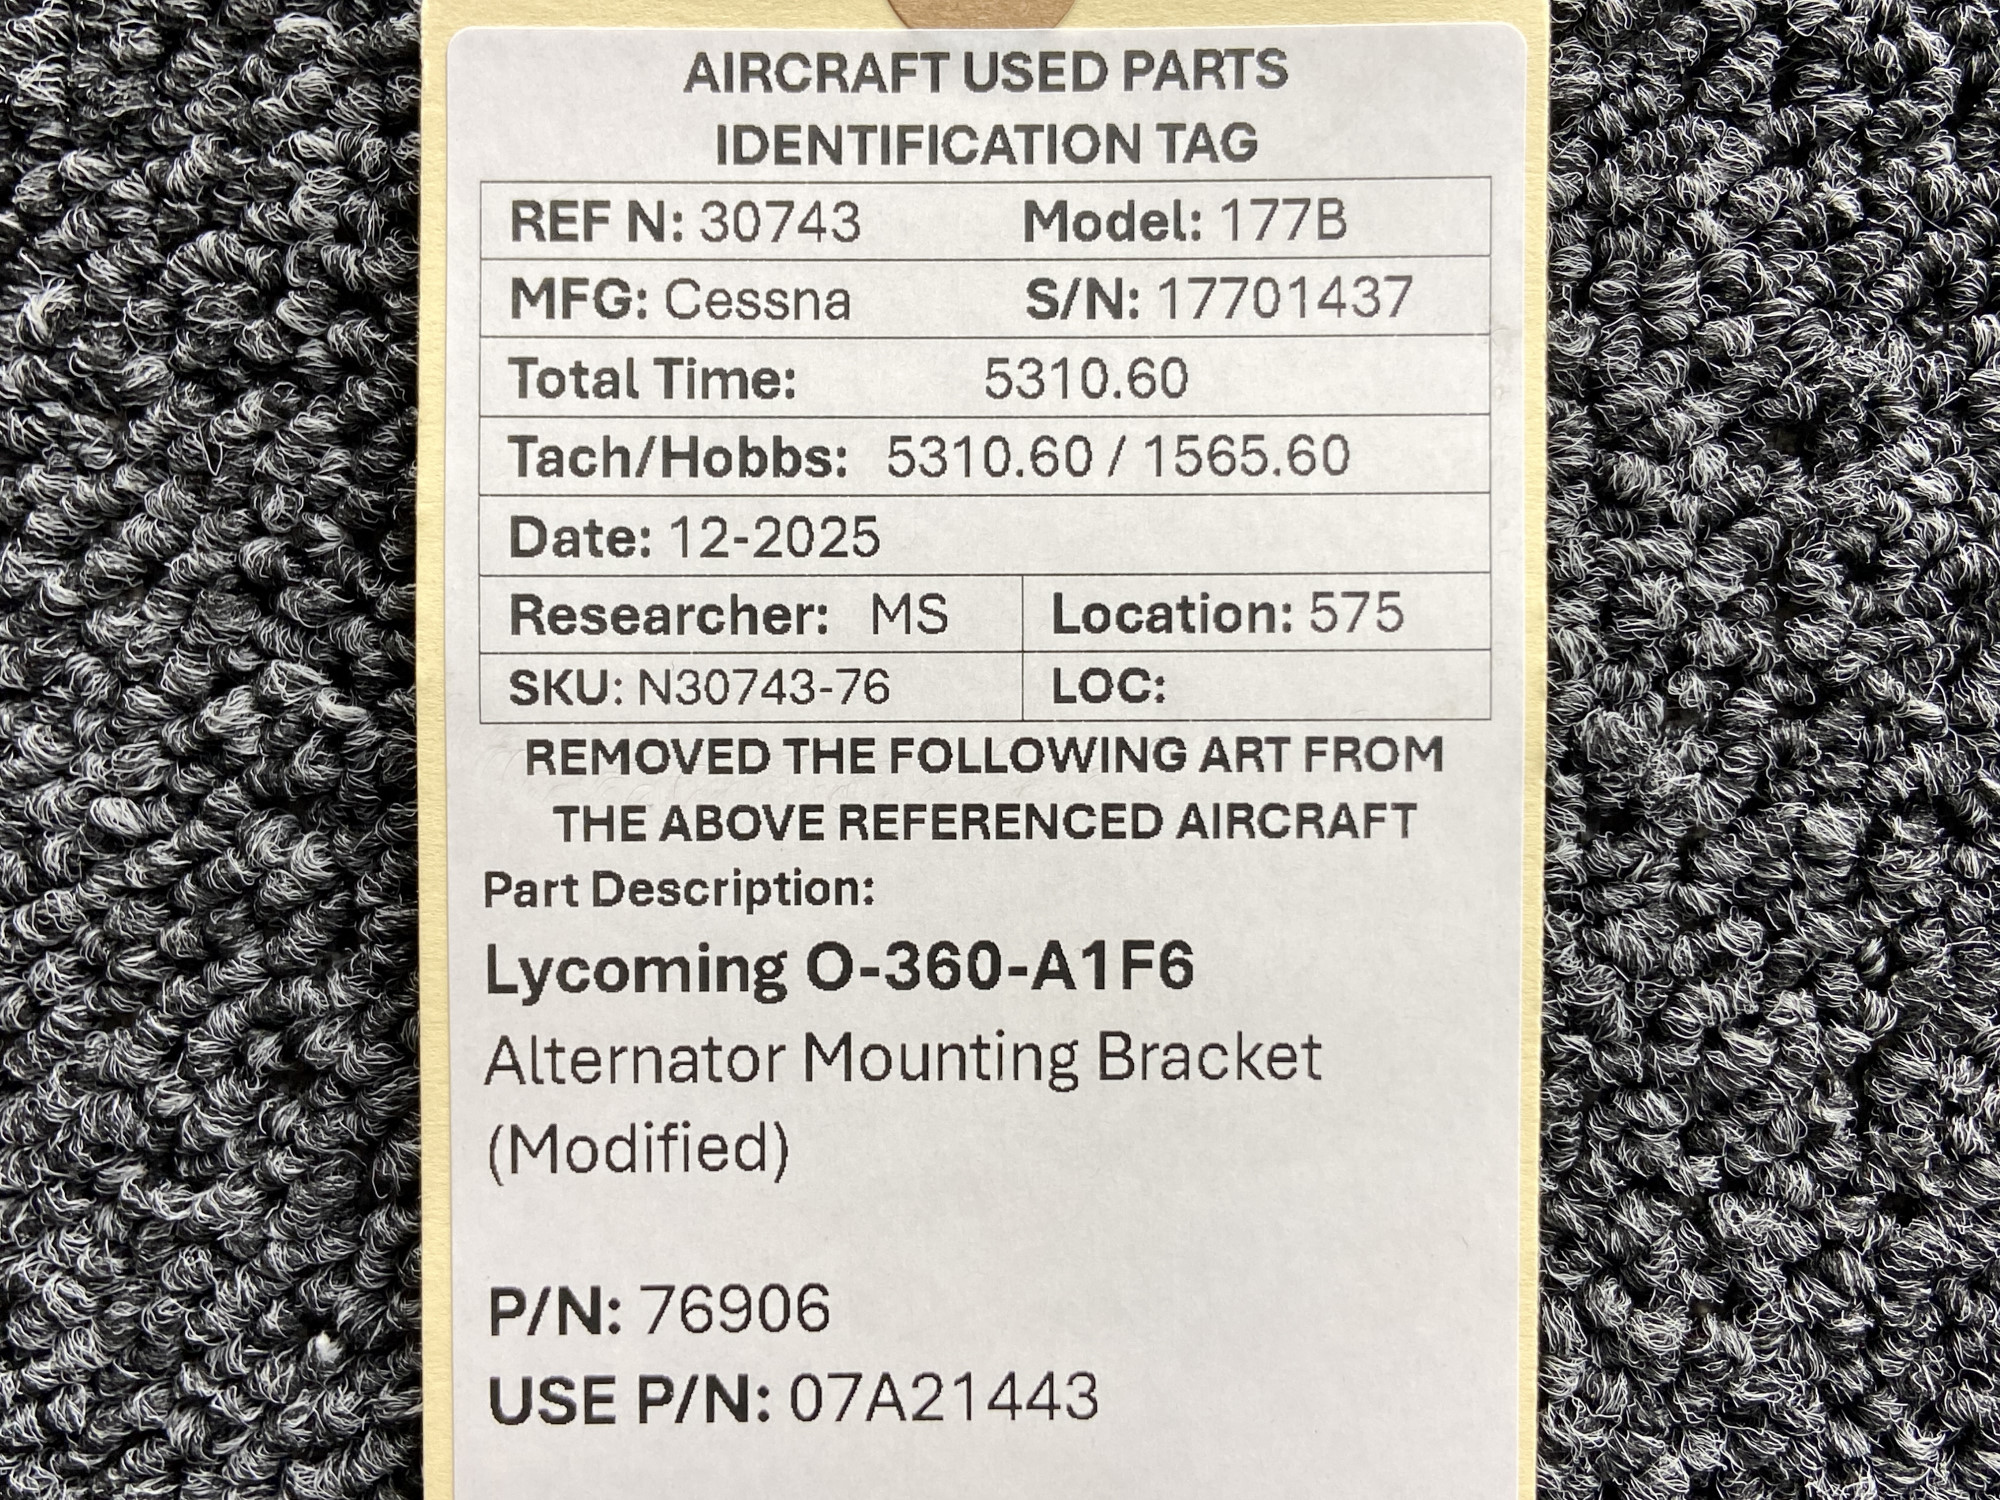 AIRCRAFT USED PARTS
IDENTIFICATION TAG
REF N: 30743 Model: 177B
MFG: Cessna S/N: 17701437
Total Time: 5310.60
Tach/Hobbs: 5310.60 / 1565.60
Date: 12-2025
Researcher: MS Location: 575
SKU: N30743-76 LOC:
REMOVED THE FOLLOWING ART FROM
THE ABOVE REFERENCED AIRCRAFT
Part Description:
Lycoming O-360-A1F6
Alternator Mounting Bracket
(Modified)
P/N: 76906
USE P/N: 07A21443